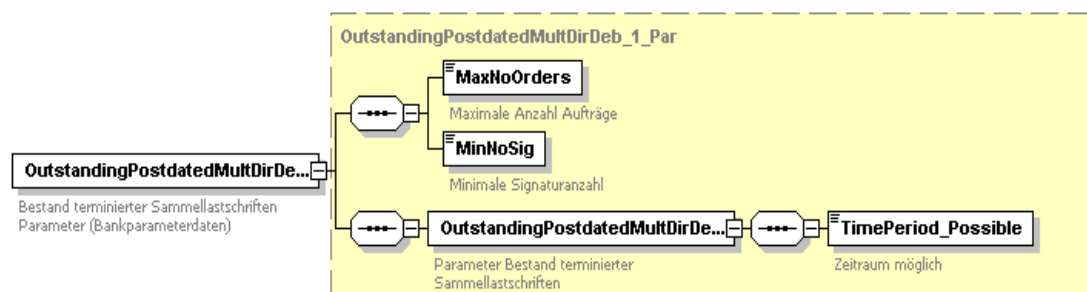 OutstandingPostdatedMultDirDeb_1_Par
MaxNoOrders
Maximale Anzahl Aufträge
MinNoSig
Minimale Signaturanzahl
OutstandingPostdatedMultDirDe...
Bestand terminierter Sammellastschriften
Parameter (Bankparameterdaten)
OutstandingPostdatedMultDirDe...
Parameter Bestand terminierter
Sammellastschriften
TimePeriod_Possible
Zeitraum möglich